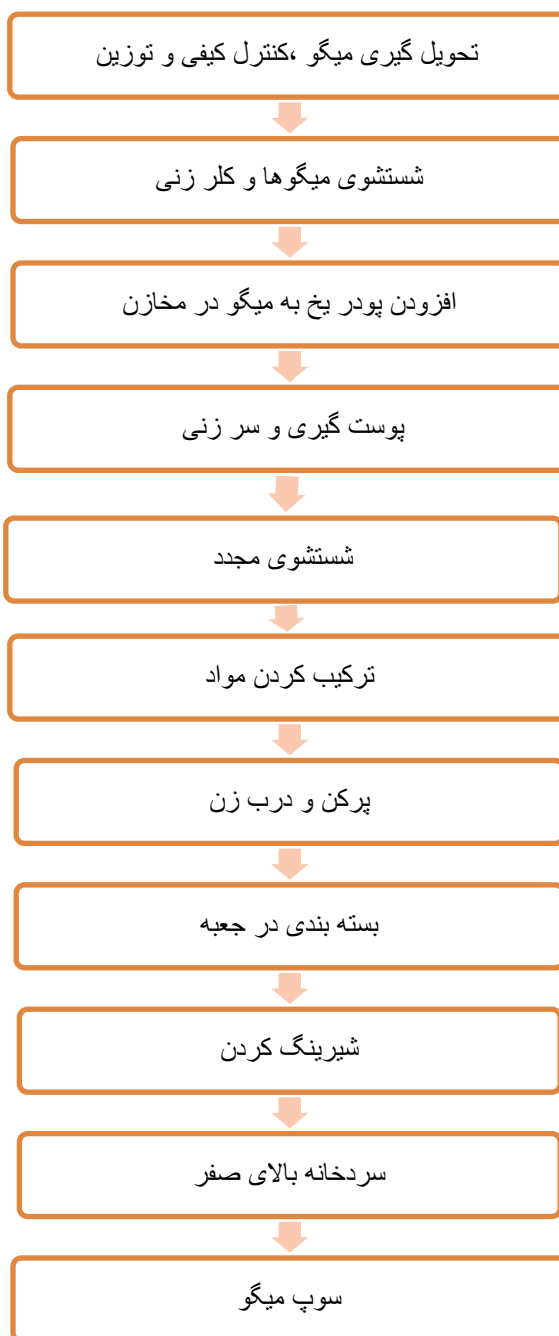 تحویل گیری میگو ،کنترل کیفی و توزین
شستشوی میگوها و کلر زنی
افزودن پودر یخ به میگو در مخازن
پوست گیری و سر زنی
شستشوی مجدد
ترکیب کردن مواد
پرکن و درب زن
بسته بندی در جعبه
شیرینگ کردن
سردخانه بالای صفر
سوپ میگو